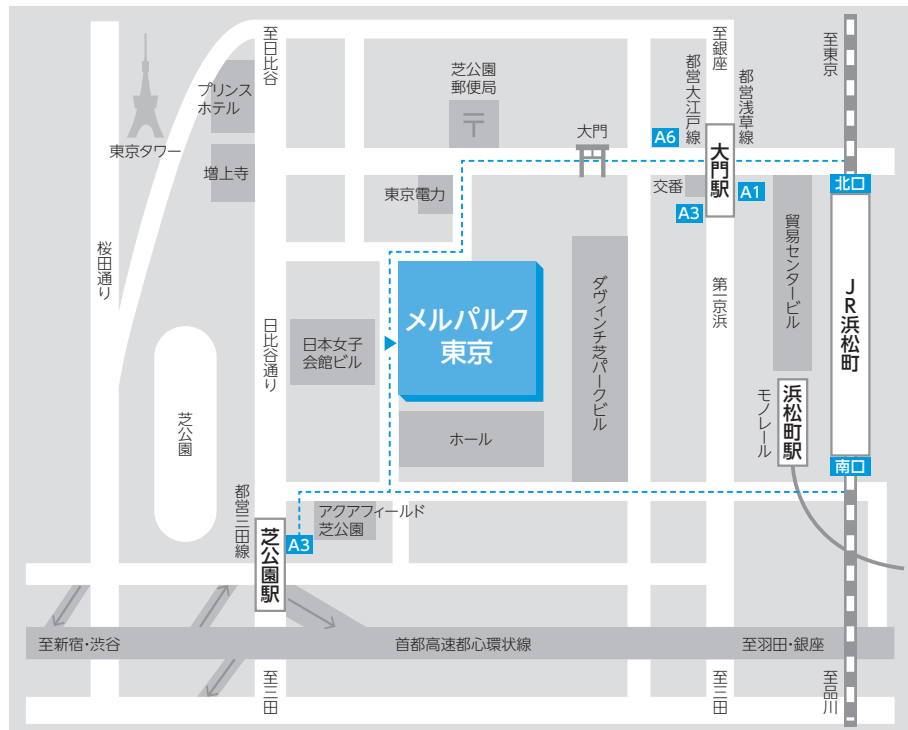 至日比谷
至銀座
至東京
プリンス
ホテル
芝公園
郵便局
〒
都営大江戸線
都営浅草線
東京タワー
大門
A6
大門駅
増上寺
東京電力
交番
A3
A1
北口
桜田通り
貿易センタービル
JR浜松町
メルパルク
東京
ダヴィンチ芝パークビル
第一京浜
日比谷通り
日本女子
会館ビル
芝公園
ホール
モノレール
浜松町駅
南口
都営三田線
アクアフィールド
芝公園
芝公園駅
A3
至新宿・渋谷
首都高速都心環状線
至羽田・銀座
至三田
至三田
至品川